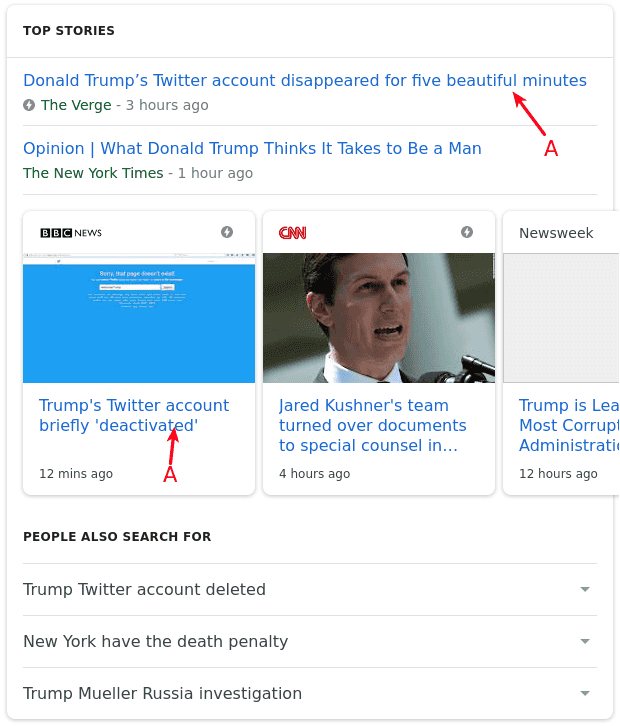 TOP STORIES
Donald Trump’s Twitter account disappeared for five beautiful minutes
The Verge - 3 hours ago
A
Opinion | What Donald Trump Thinks It Takes to Be a Man
The New York Times - 1 hour ago
BBC NEWS
Sorry, that page doesn't exist!
Trump's Twitter account
briefly 'deactivated'
12 mins ago
A
CNN
Jared Kushner's team
turned over documents
to special counsel in…
4 hours ago
Newsweek
Trump is Lea
Most Corrupt
Administratio
12 hours ago
PEOPLE ALSO SEARCH FOR
Trump Twitter account deleted
New York have the death penalty
Trump Mueller Russia investigation